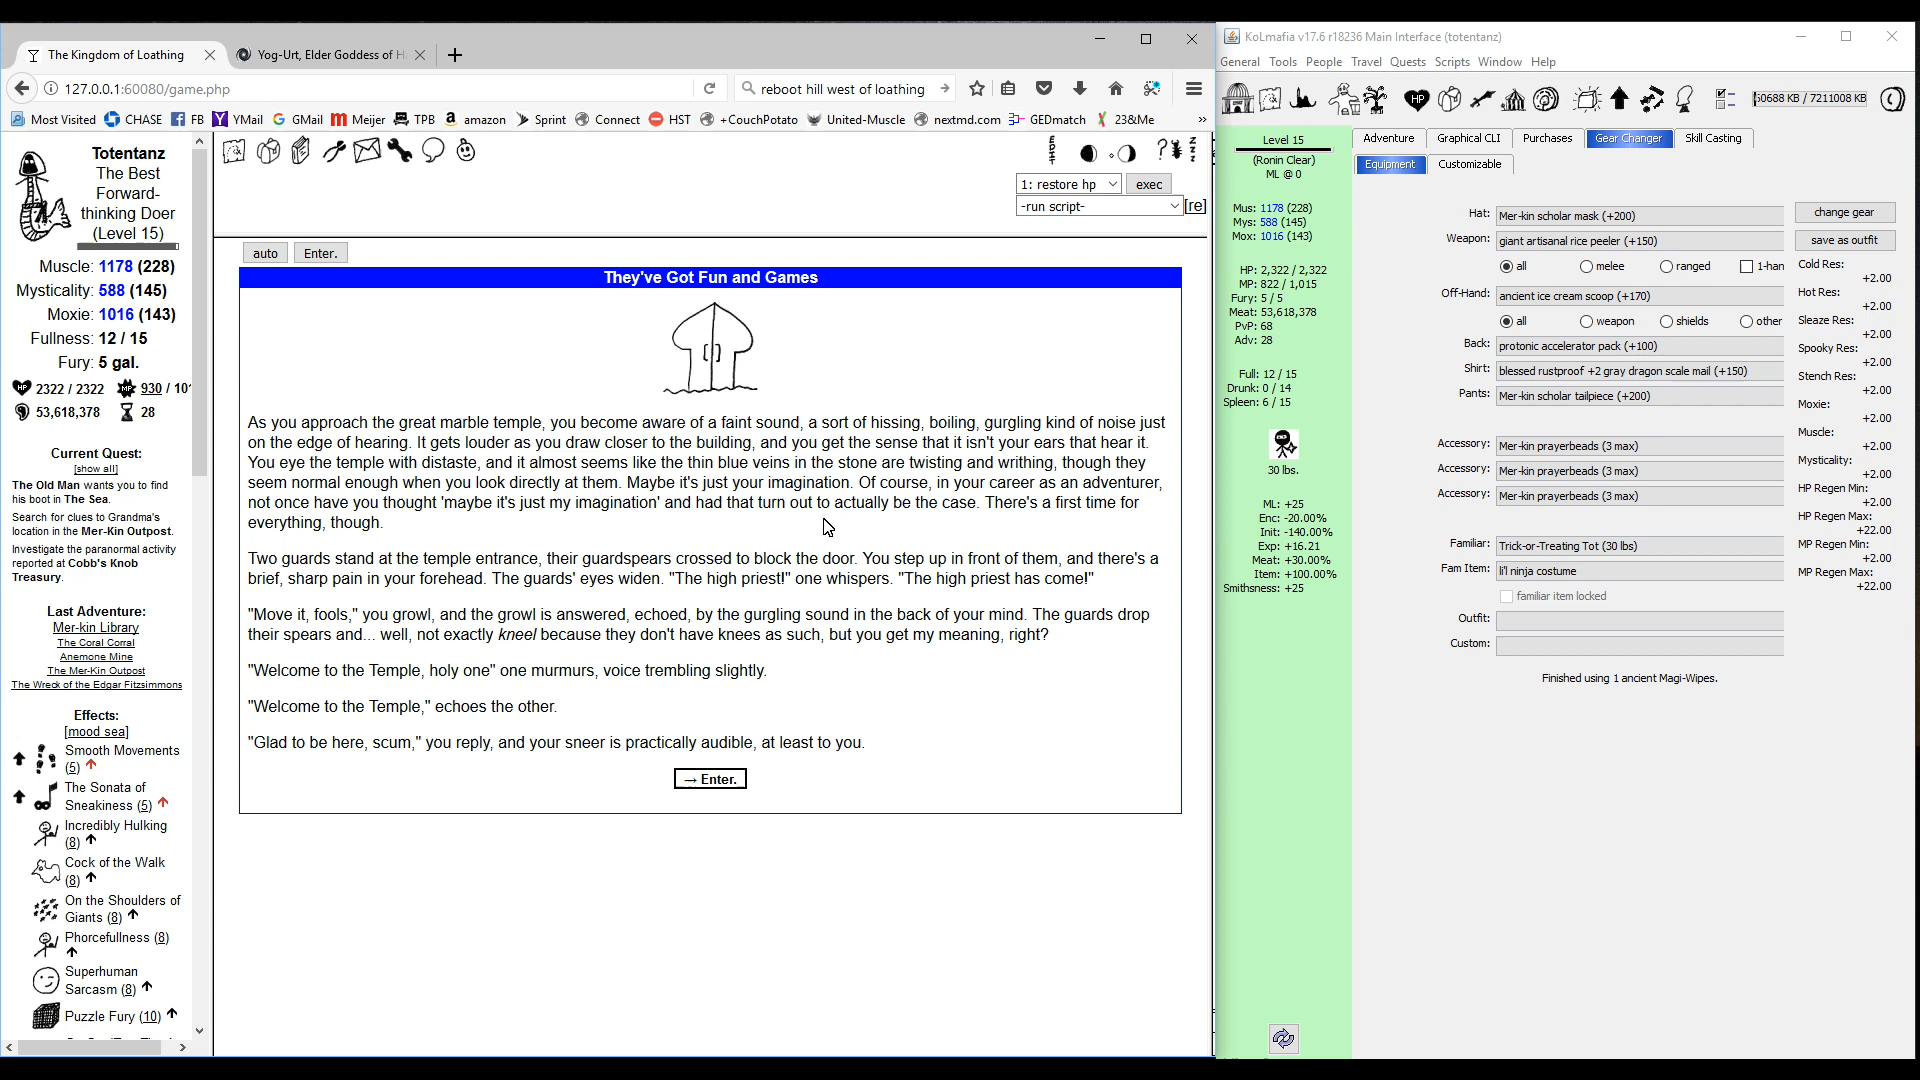 The Kingdom of Loathing
Yog-Urt, Elder Goddess of H
127.0.0.1:60080/game.php
reboot hill west of loathing
Most Visited CHASE FB YMail GMail Meijer TPB amazon Sprint Connect HST +CouchPotato United-Muscle nextmd.com GEDmatch 23&Me »
Totentanz
The Best
Forward-
thinking Doer
(Level 15)
Muscle: 1178 (228)
Mysticality: 588 (145)
Moxie: 1016 (143)
Fullness: 12 / 15
Fury: 5 gal.
HP 2322 / 2322 MP 930 / 10
53,618,378 28
Current Quest:
[show all]
The Old Man wants you to find
his boot in The Sea.
Search for clues to Grandma's
location in the Mer-Kin Outpost.
Investigate the paranormal activity
reported at Cobb's Knob
Treasury.
Last Adventure:
Mer-kin Library
The Coral Corral
Anemone Mine
The Mer-Kin Outpost
The Wreck of the Edgar Fitzsimmons
Effects:
[mood sea]
Smooth Movements
(5)
The Sonata of
Sneakiness (5)
Incredibly Hulking
(8)
Cock of the Walk
(8)
On the Shoulders of
Giants (8)
Phorcefullness (8)
Superhuman
Sarcasm (8)
Puzzle Fury (10)
EDIT
? ZZZ
1: restore hp exec
-run script- [re]
auto Enter.
They've Got Fun and Games
As you approach the great marble temple, you become aware of a faint sound, a sort of hissing, boiling, gurgling kind of noise just
on the edge of hearing. It gets louder as you draw closer to the building, and you get the sense that it isn't your ears that hear it.
You eye the temple with distaste, and it almost seems like the thin blue veins in the stone are twisting and writhing, though they
seem normal enough when you look directly at them. Maybe it's just your imagination. Of course, in your career as an adventurer,
not once have you thought 'maybe it's just my imagination' and had that turn out to actually be the case. There's a first time for
everything, though.
Two guards stand at the temple entrance, their guardspears crossed to block the door. You step up in front of them, and there's a
brief, sharp pain in your forehead. The guards' eyes widen. "The high priest!" one whispers. "The high priest has come!"
"Move it, fools," you growl, and the growl is answered, echoed, by the gurgling sound in the back of your mind. The guards drop
their spears and... well, not exactly kneel because they don't have knees as such, but you get my meaning, right?
"Welcome to the Temple, holy one" one murmurs, voice trembling slightly.
"Welcome to the Temple," echoes the other.
"Glad to be here, scum," you reply, and your sneer is practically audible, at least to you.
→ Enter.
KoLmafia v17.6 r18236 Main Interface (totentanz)
General Tools People Travel Quests Scripts Window Help
HP
50688 KB / 7211008 KB
Level 15
(Ronin Clear)
ML @ 0
Mus: 1178 (228)
Mys: 588 (145)
Mox: 1016 (143)
HP: 2,322 / 2,322
MP: 822 / 1,015
Fury: 5 / 5
Meat: 53,618,378
PvP: 68
Adv: 28
Full: 12 / 15
Drunk: 0 / 14
Spleen: 6 / 15
30 lbs.
ML: +25
Enc: -20.00%
Init: -140.00%
Exp: +16.21
Meat: +30.00%
Item: +100.00%
Smithsness: +25
Adventure Graphical CLI Purchases Gear Changer Skill Casting
Equipment Customizable
Hat: Mer-kin scholar mask (+200)
Weapon: giant artisanal rice peeler (+150)
all melee ranged 1-han
Off-Hand: ancient ice cream scoop (+170)
all weapon shields other
Back: protonic accelerator pack (+100)
Shirt: blessed rustproof +2 gray dragon scale mail (+150)
Pants: Mer-kin scholar tailpiece (+200)
Accessory: Mer-kin prayerbeads (3 max)
Accessory: Mer-kin prayerbeads (3 max)
Accessory: Mer-kin prayerbeads (3 max)
Familiar: Trick-or-Treating Tot (30 lbs)
Fam Item: li'l ninja costume
familiar item locked
Outfit:
Custom:
Finished using 1 ancient Magi-Wipes.
change gear
save as outfit
Cold Res:
+2.00
Hot Res:
+2.00
Sleaze Res:
+2.00
Spooky Res:
+2.00
Stench Res:
+2.00
Moxie:
+2.00
Muscle:
+2.00
Mysticality:
+2.00
HP Regen Min:
+2.00
HP Regen Max:
+22.00
MP Regen Min:
+2.00
MP Regen Max:
+22.00